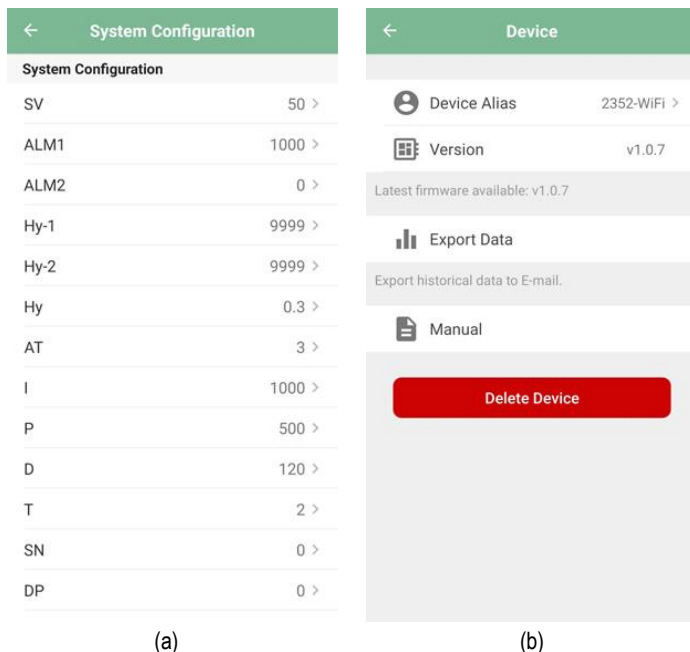 System Configuration
System Configuration
SV 50
ALM1 1000
ALM2 0
Hy-1 9999
Hy-2 9999
Hy 0.3
AT 3
I 1000
P 500
D 120
T 2
SN 0
DP 0
(a)
Device
Device Alias 2352-WiFi
Version v1.0.7
Latest firmware available: v1.0.7
Export Data
Export historical data to E-mail.
Manual
Delete Device
(b)